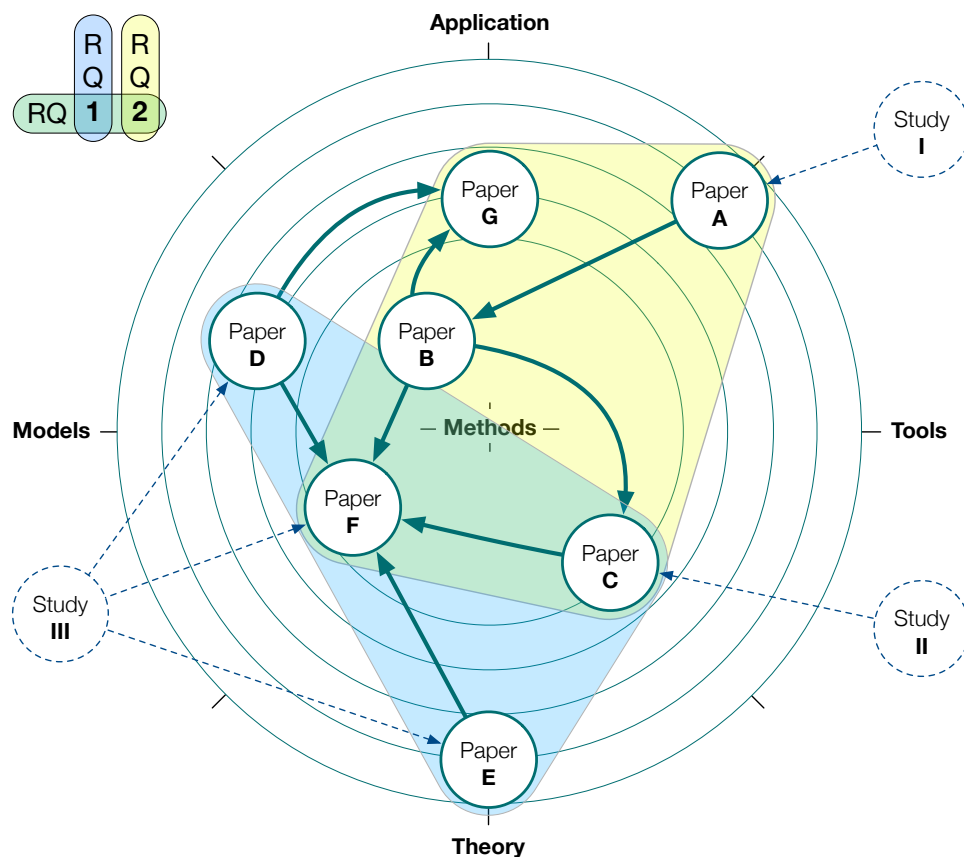 Application
R R
Q Q
RQ 1 2
Study
I
Paper
G
Paper
A
Paper
D
Paper
B
Models
Methods
Tools
Paper
F
Paper
C
Study
III
Study
II
Paper
E
Theory